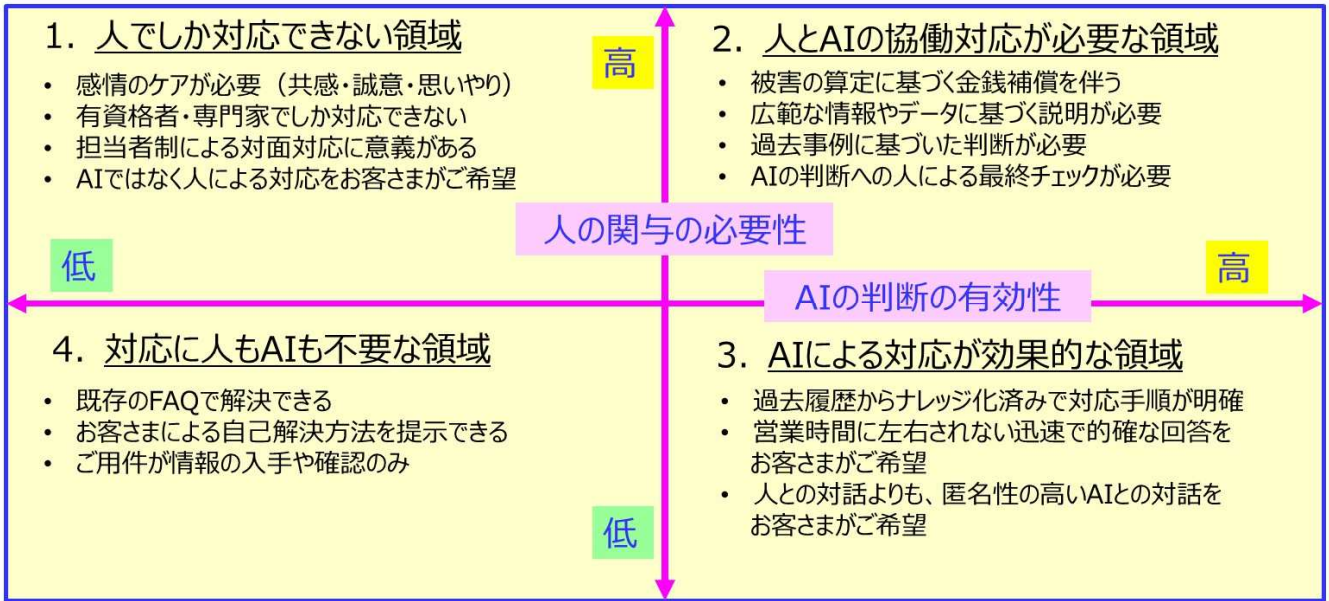 1. 人でしか対応できない領域
• 感情のケアが必要（共感・誠意・思いやり）
• 有資格者・専門家でしか対応できない
• 担当者制による対面対応に意義がある
• AIではなく人による対応をお客さまがご希望
高
2. 人とAIの協働対応が必要な領域
• 被害の算定に基づく金銭補償を伴う
• 広範な情報やデータに基づく説明が必要
• 過去事例に基づいた判断が必要
• AIの判断への人による最終チェックが必要
人の関与の必要性
低
高
AIの判断の有効性
4. 対応に人もAIも不要な領域
• 既存のFAQで解決できる
• お客さまによる自己解決方法を提示できる
• ご用件が情報の入手や確認のみ
低
3. AIによる対応が効果的な領域
• 過去履歴からナレッジ化済みで対応手順が明確
• 営業時間に左右されない迅速で的確な回答を
お客さまがご希望
• 人との対話よりも、匿名性の高いAIとの対話を
お客さまがご希望